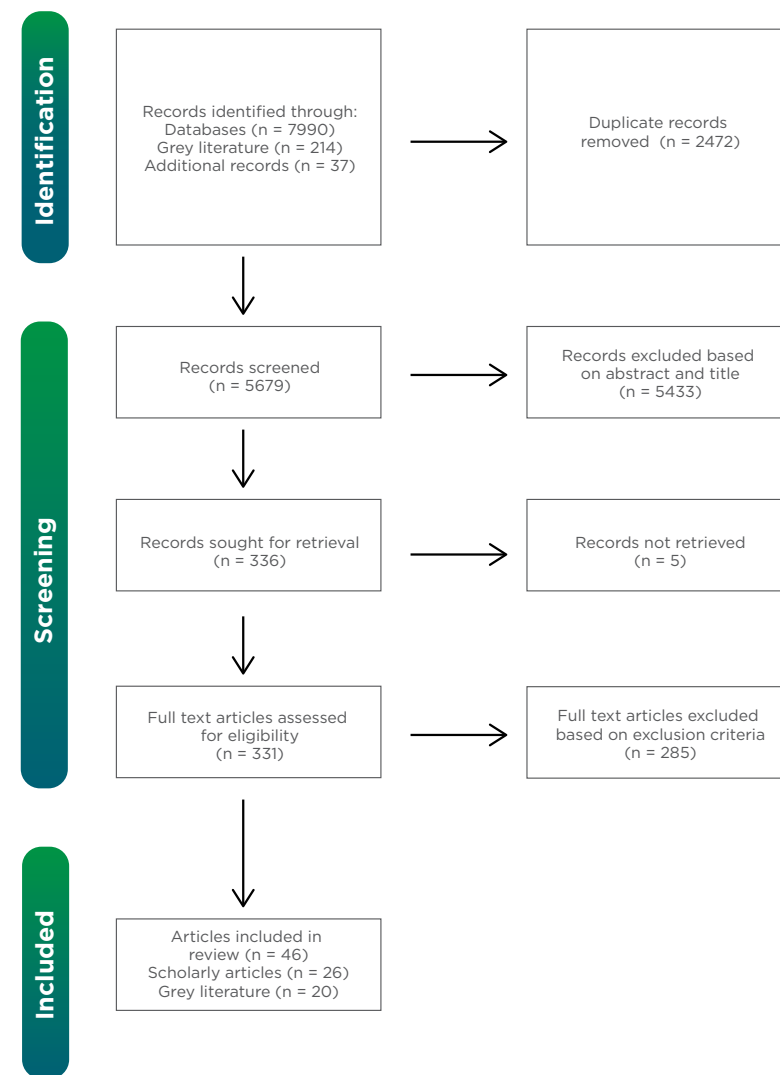 Identification
Records identified through:
Databases (n = 7990)
Grey literature (n = 214)
Additional records (n = 37)
Duplicate records
removed (n = 2472)
Screening
Records screened
(n = 5679)
Records excluded based
on abstract and title
(n = 5433)
Records sought for retrieval
(n = 336)
Records not retrieved
(n = 5)
Full text articles assessed
for eligibility
(n = 331)
Full text articles excluded
based on exclusion criteria
(n = 285)
Included
Articles included in
review (n = 46)
Scholarly articles (n = 26)
Grey literature (n = 20)